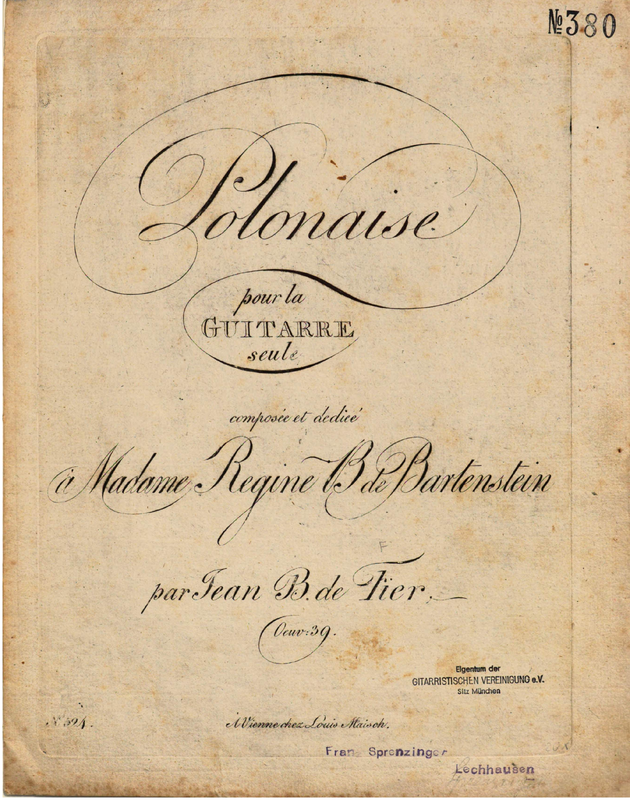 №380
Polonaise.
pour la
GUITARRE
seule
composée et dediée
à Madame Regine B de Bartenstein
F
par Jean B. de Fier.
Oeuv: 39.
Eigentum der
GITARRISTISCHEN VEREINIGUNG e.V.
Sitz München
à Vienne chez Louis Maisch.
Franz Sprenzinger
Lechhausen